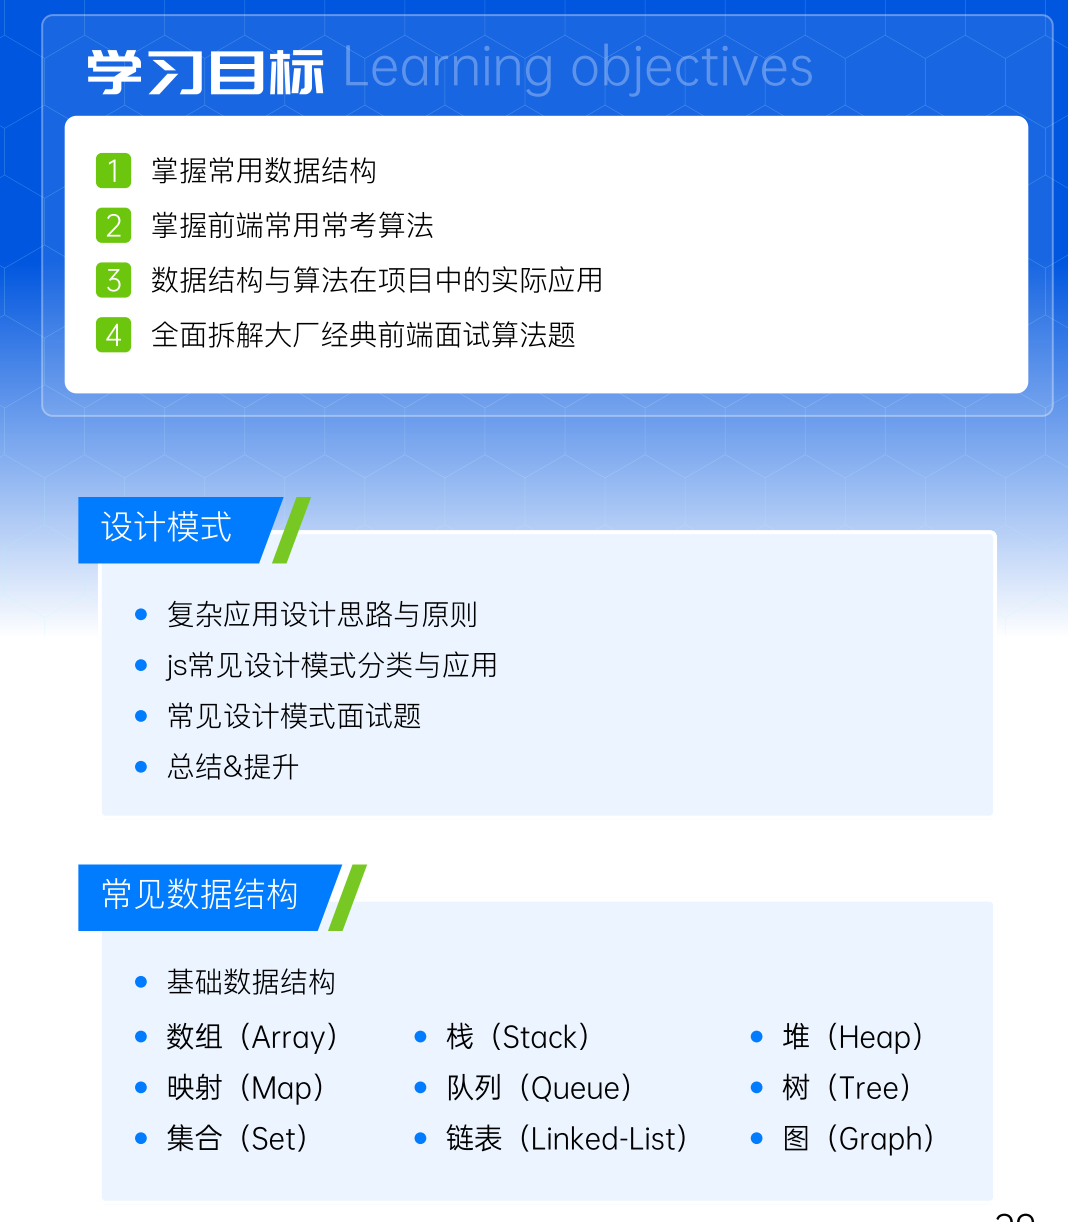 学习目标 Learning objectives
1 掌握常用数据结构
2 掌握前端常用常考算法
3 数据结构与算法在项目中的实际应用
4 全面拆解大厂经典前端面试算法题
设计模式
复杂应用设计思路与原则
js常见设计模式分类与应用
常见设计模式面试题
总结&提升
常见数据结构
基础数据结构
数组（Array） 栈（Stack） 堆（Heap）
映射（Map） 队列（Queue） 树（Tree）
集合（Set） 链表（Linked-List） 图（Graph）